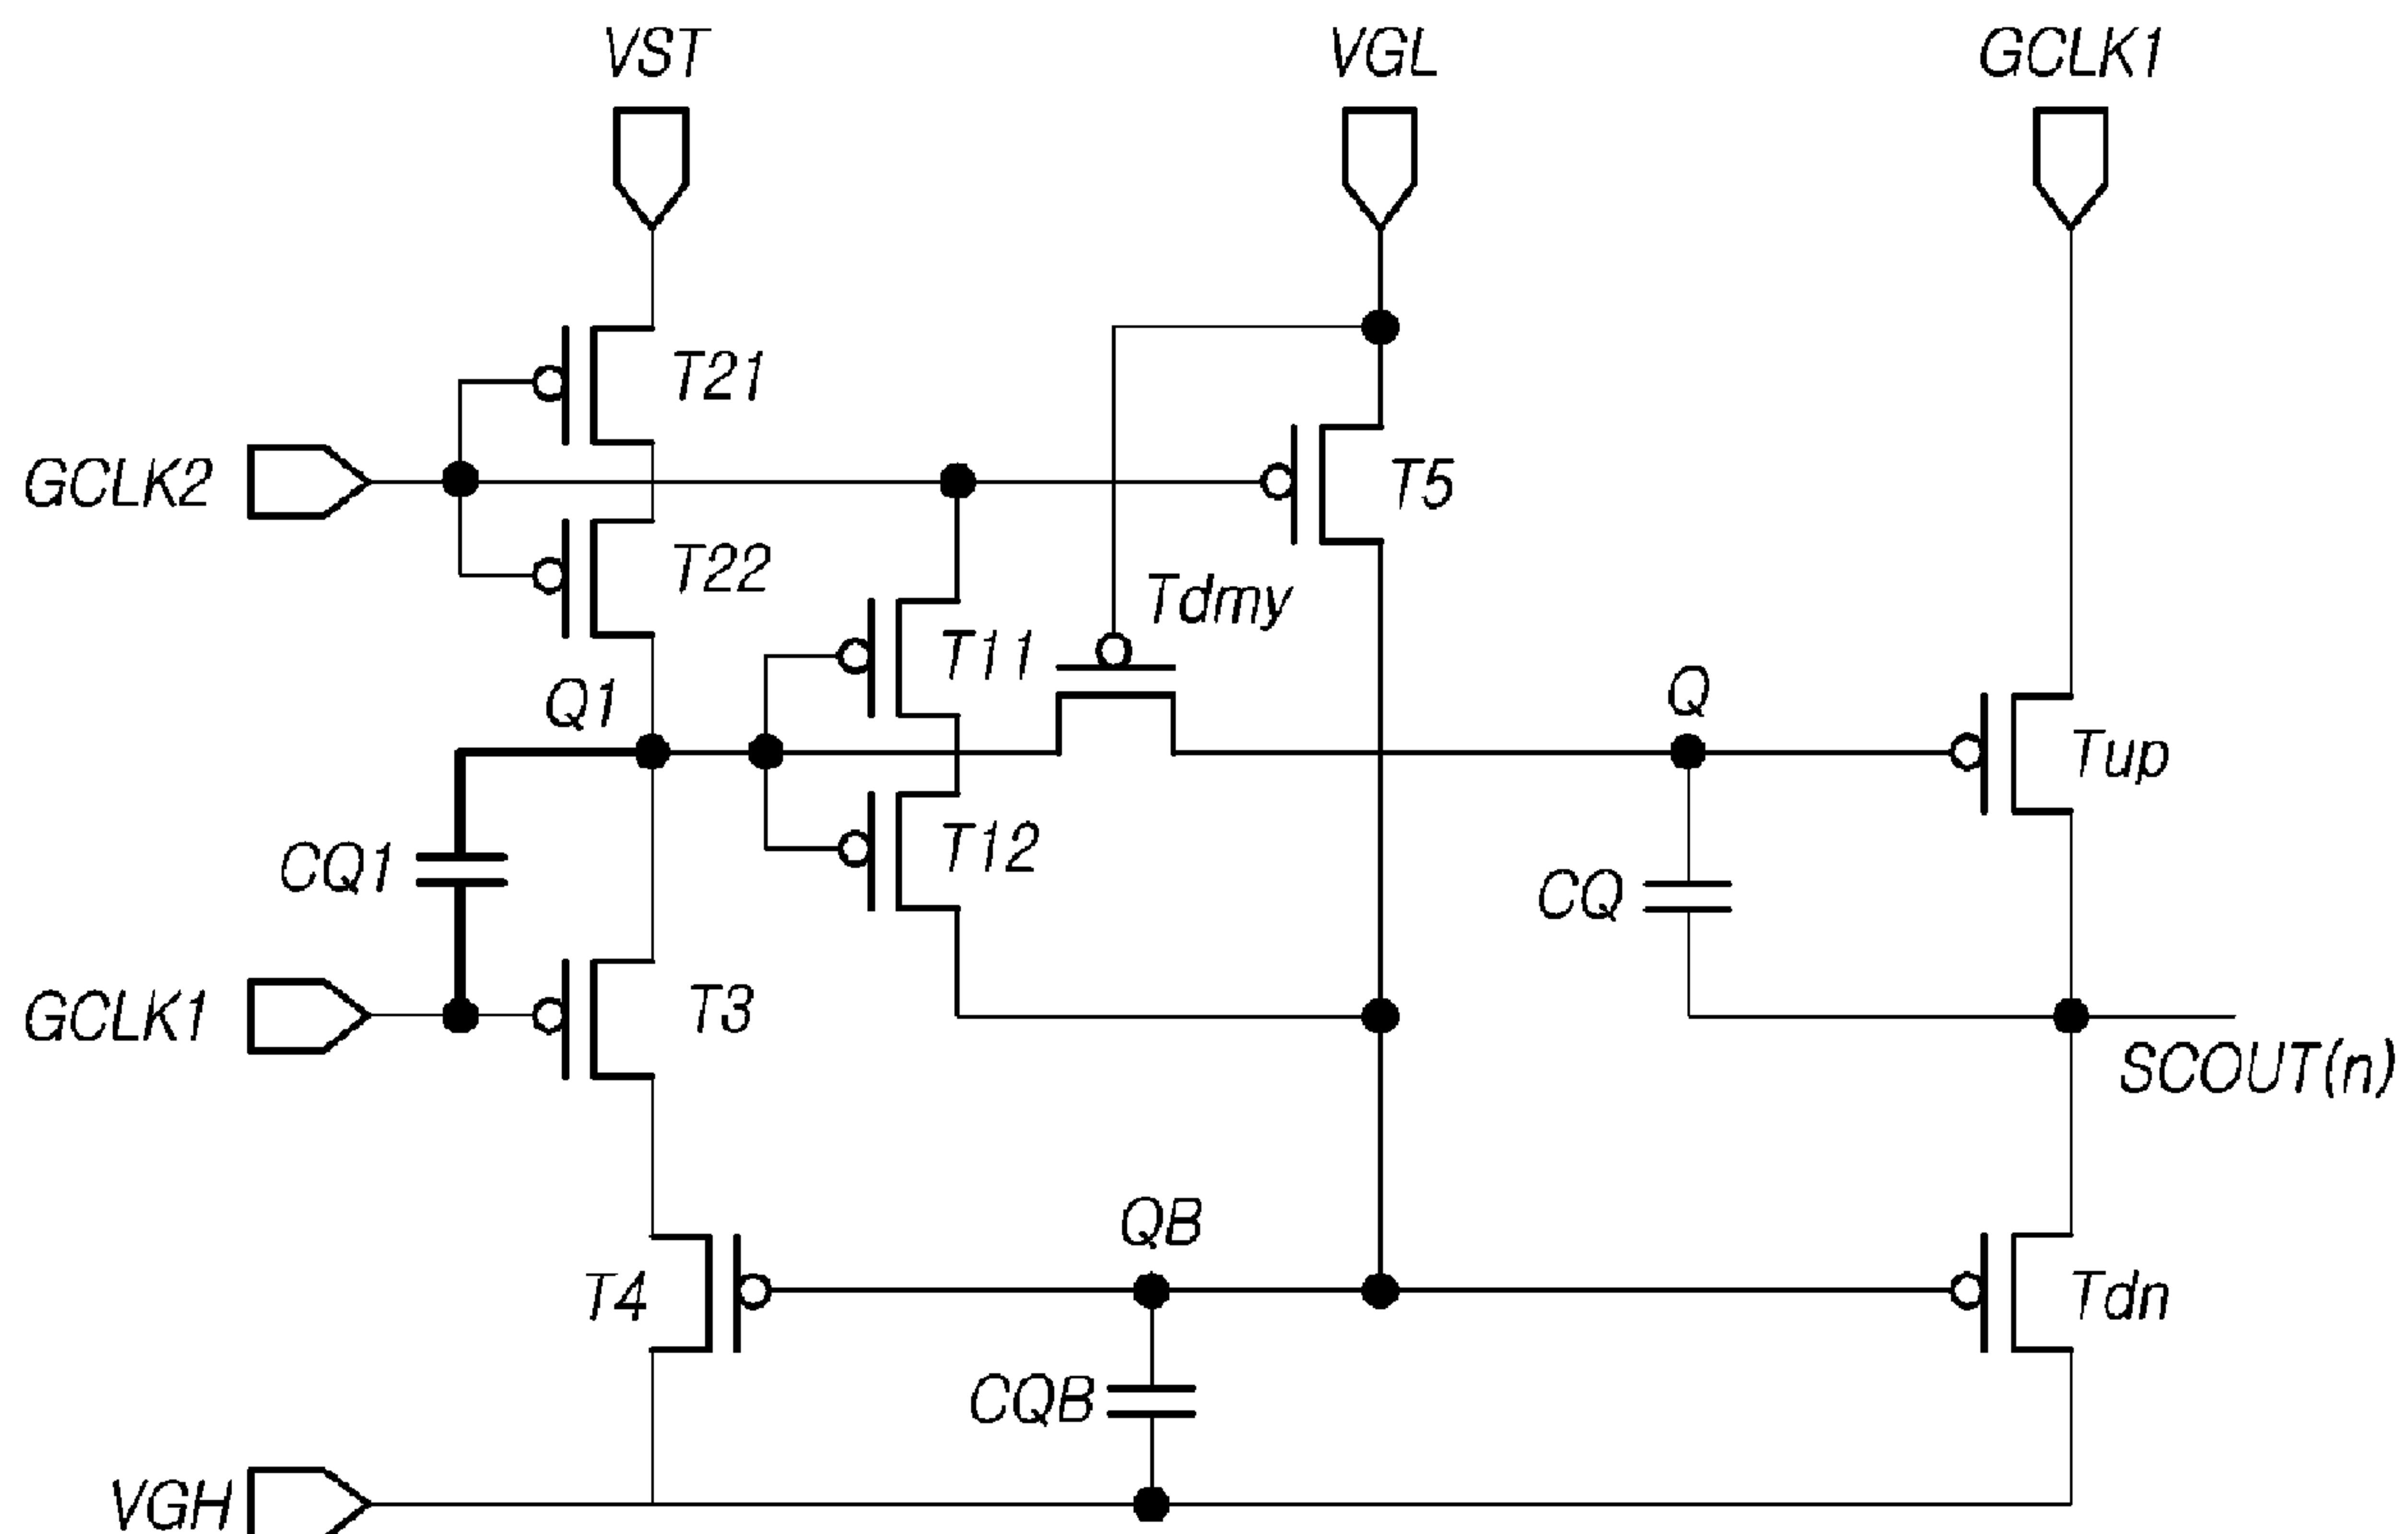 VST
VGL
GCLK1
T21
GCLK2
T5
T22
Tdmy
T11
Q1
Q
Tup
T12
CQ1
CQ
GCLK1
T3
SCOUT(n)
QB
T4
Tdn
CQB
VGH